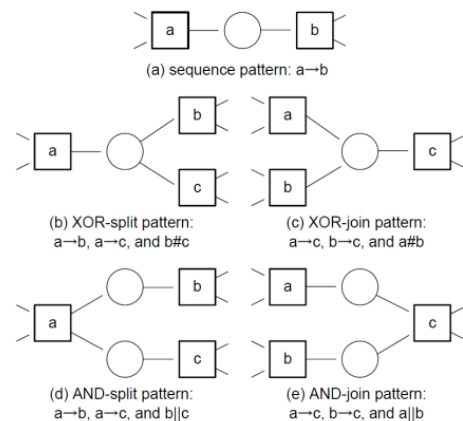 a b
(a) sequence pattern: a→b
b
a
c
(b) XOR-split pattern:
a→b, a→c, and b#c
a
c
b
(c) XOR-join pattern:
a→c, b→c, and a#b
b
a
c
(d) AND-split pattern:
a→b, a→c, and b||c
a
c
b
(e) AND-join pattern:
a→c, b→c, and a||b